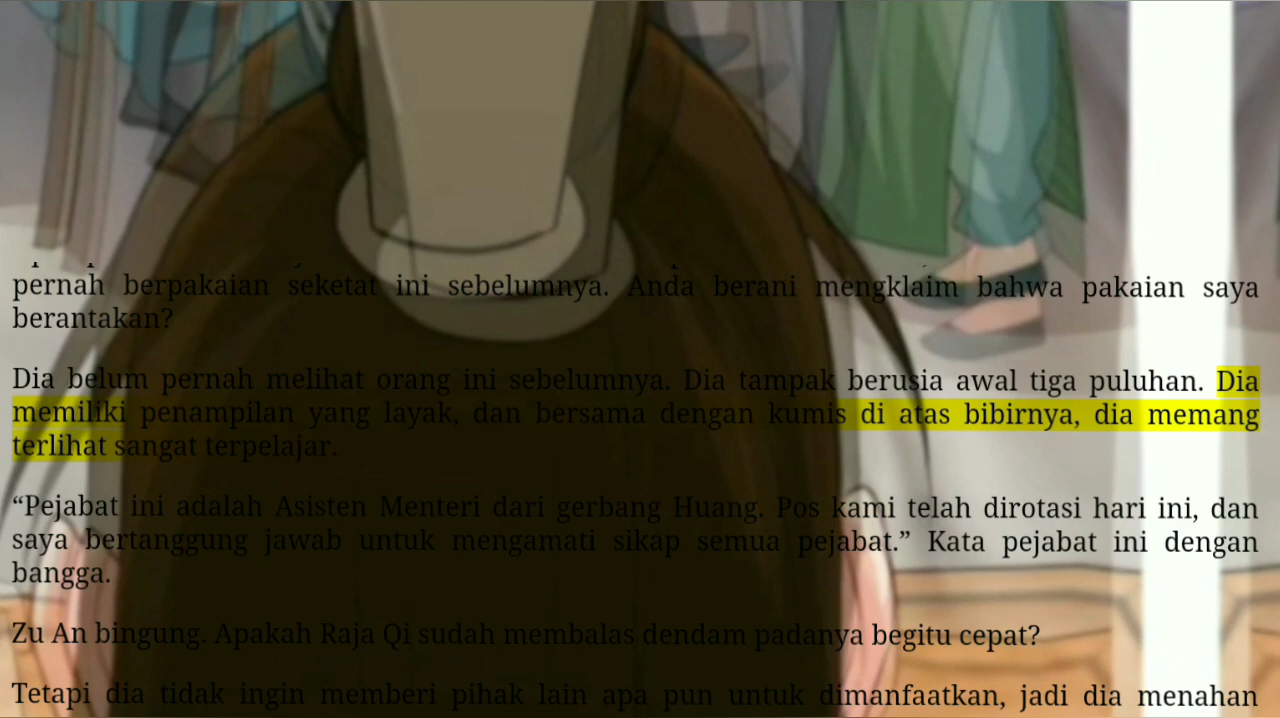 pernah berpakaian seketat ini sebelumnya. Anda berani mengklaim bahwa pakaian saya
berantakan?
Dia belum pernah melihat orang ini sebelumnya. Dia tampak berusia awal tiga puluhan. Dia
memiliki penampilan yang layak, dan bersama dengan kumis di atas bibirnya, dia memang
terlihat sangat terpelajar.
“Pejabat ini adalah Asisten Menteri dari gerbang Huang. Pos kami telah dirotasi hari ini, dan
saya bertanggung jawab untuk mengamati sikap semua pejabat.” Kata pejabat ini dengan
bangga.
Zu An bingung. Apakah Raja Qi sudah membalas dendam padanya begitu cepat?
Tetapi dia tidak ingin memberi pihak lain apa pun untuk dimanfaatkan, jadi dia menahan